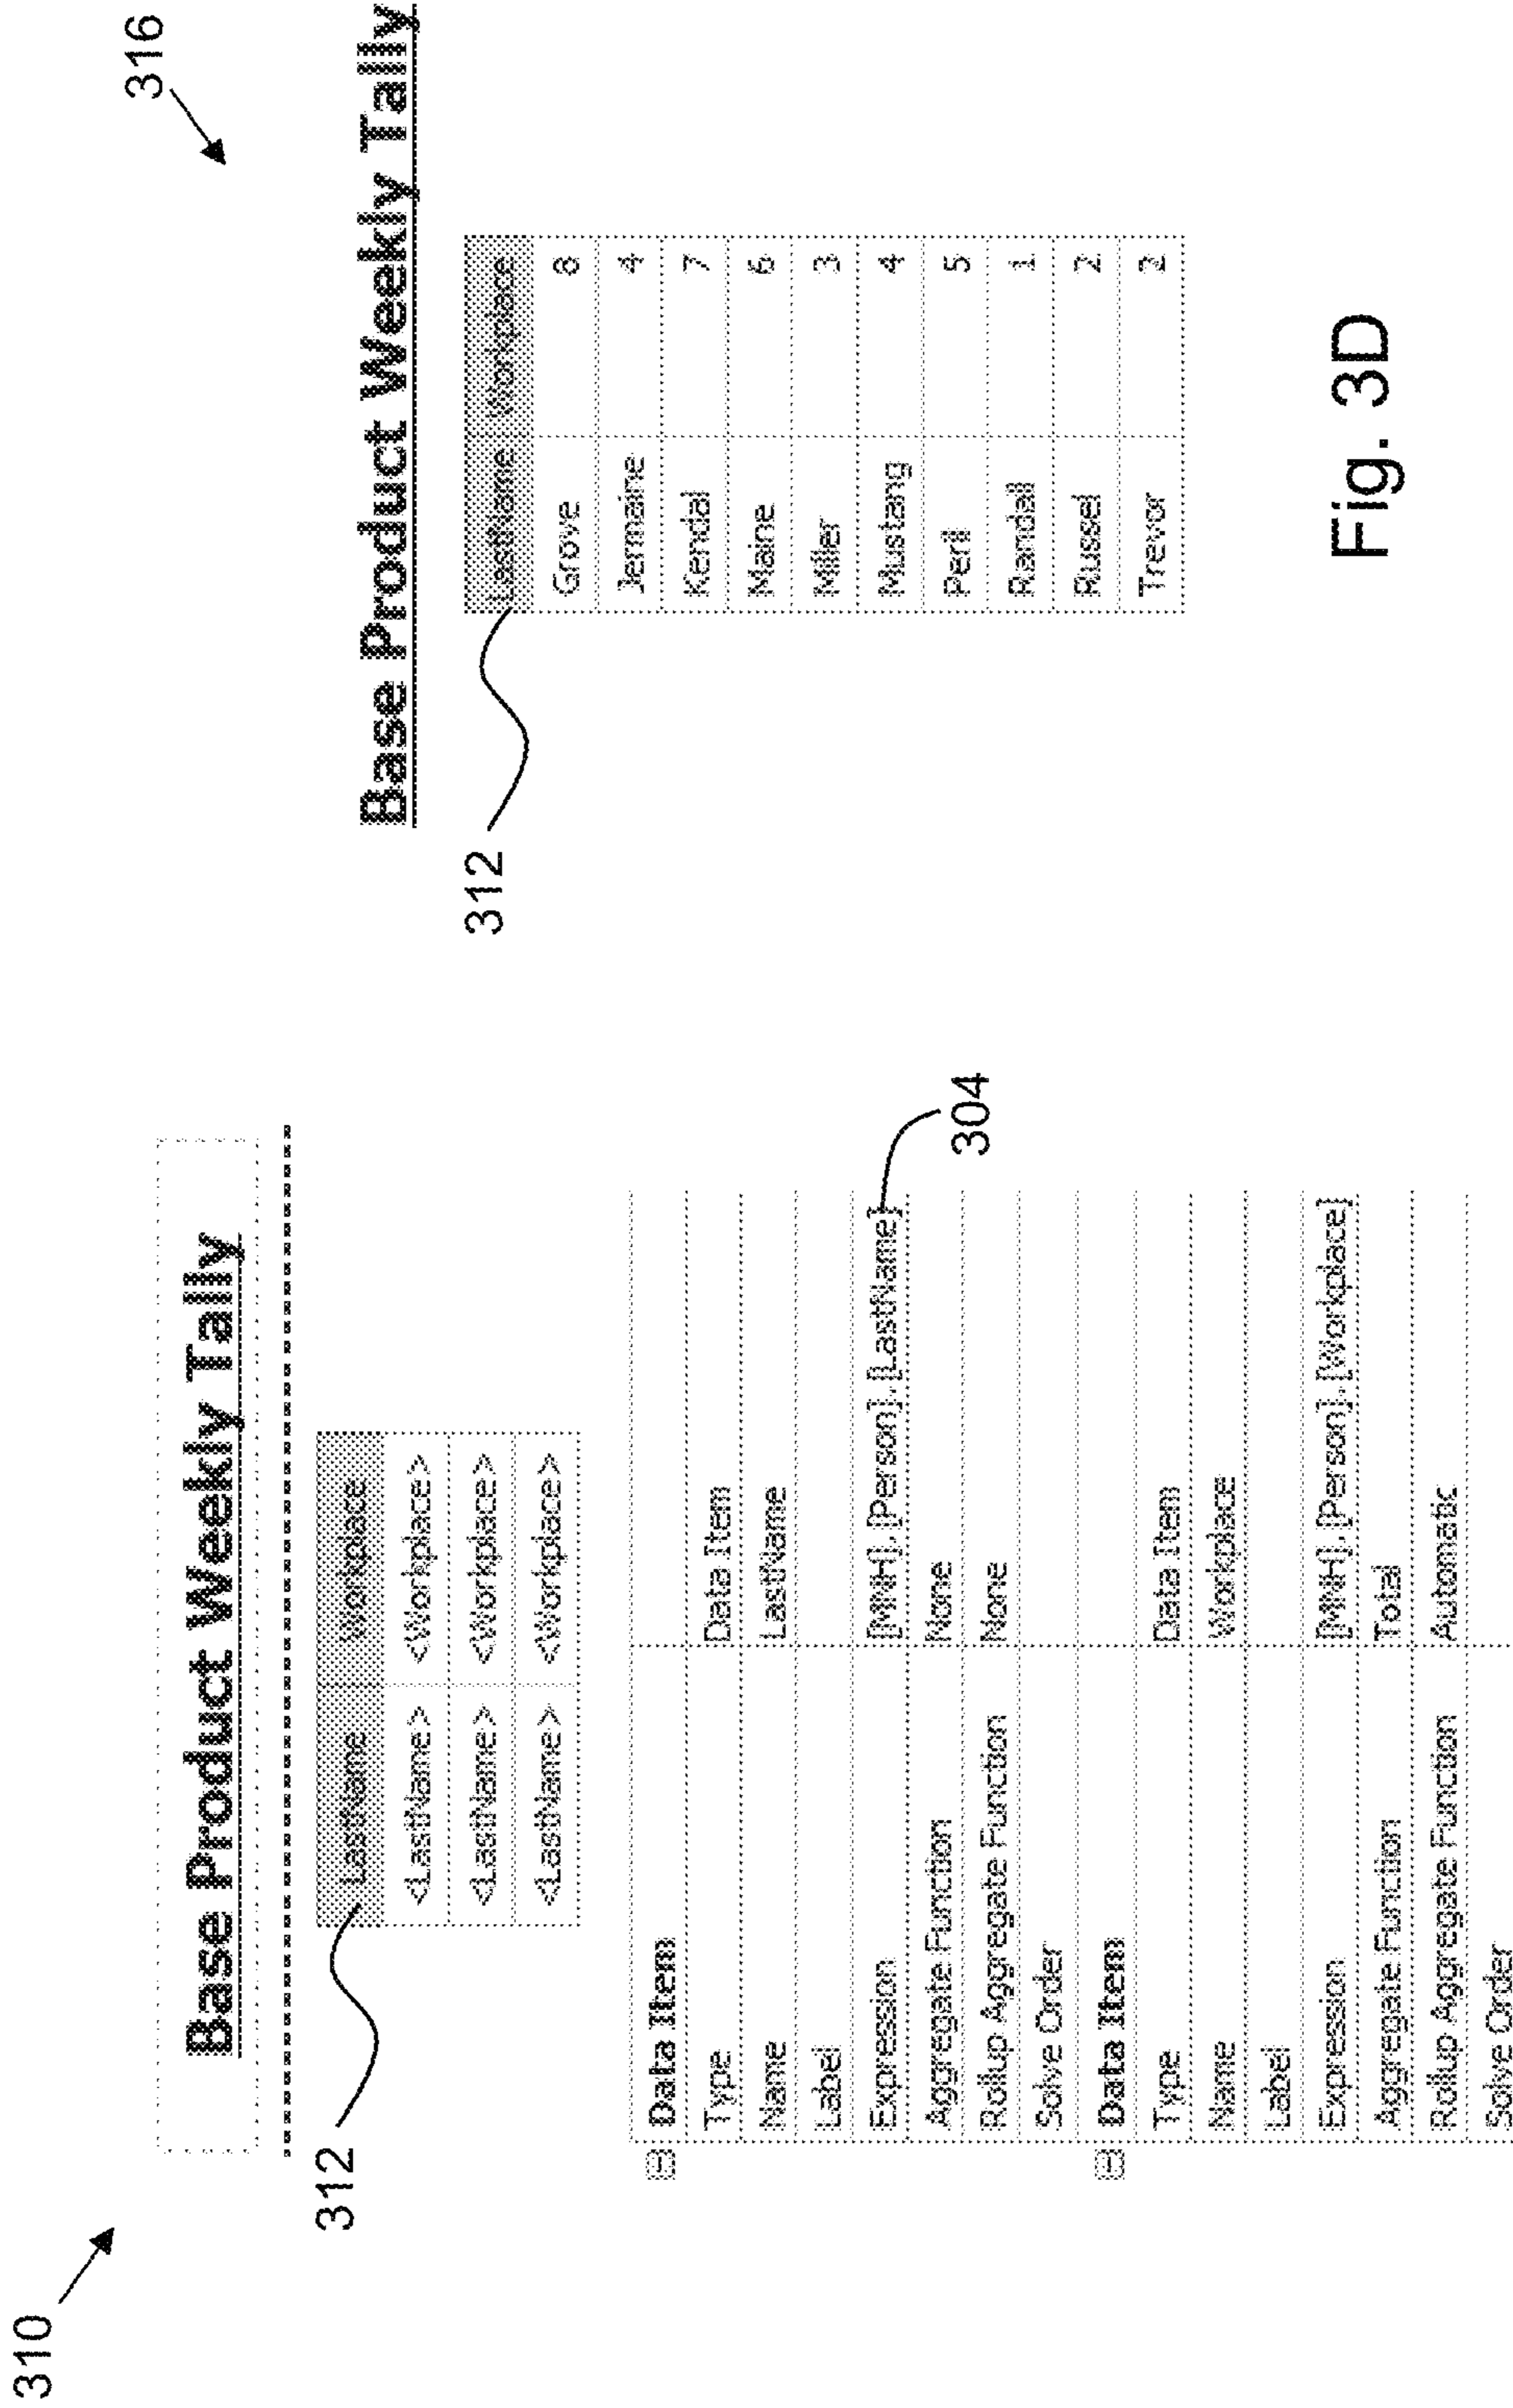 310
Base Product Weekly Tally
312
LastName Workplace
<LastName> <Workplace>
<LastName> <Workplace>
<LastName> <Workplace>
Data Item
Type Data Item
Name LastName
Label
Expression [MMH].[Person].[LastName]
304
Aggregate Function None
Rollup Aggregate Function None
Solve Order
Data Item
Type Data Item
Name Workplace
Label
Expression [MMH].[Person].[Workplace]
Aggregate Function Total
Rollup Aggregate Function Automatic
Solve Order
316
Base Product Weekly Tally
312
LastName Workplace
Grove 8
Jermaine 4
Kendal 7
Maine 6
Miller 3
Mustang 4
Peril 5
Randall 1
Russel 2
Trevor 2
Fig. 3D